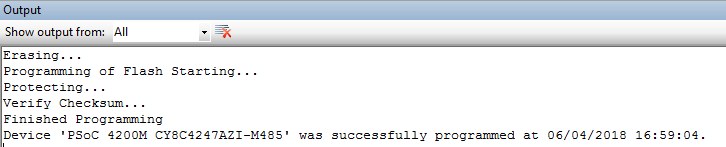 Output
Show output from: All
Erasing...
Programming of Flash Starting...
Protecting...
Verify Checksum...
Finished Programming
Device 'PSoC 4200M CY8C4247AZI-M485' was successfully programmed at 06/04/2018 16:59:04.